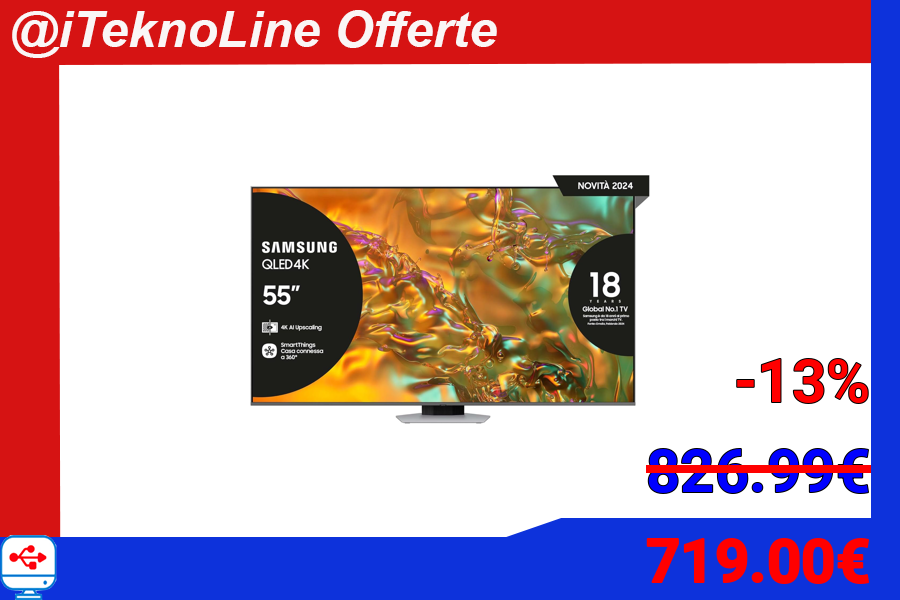 @iTeknoLine Offerte
NOVITÀ 2024
SAMSUNG
QLED 4K
55"
4K AI Upscaling
SmartThings
Casa connessa
a 360°
18
YEARS
Global No.1 TV
-13%
826.99€
719.00€